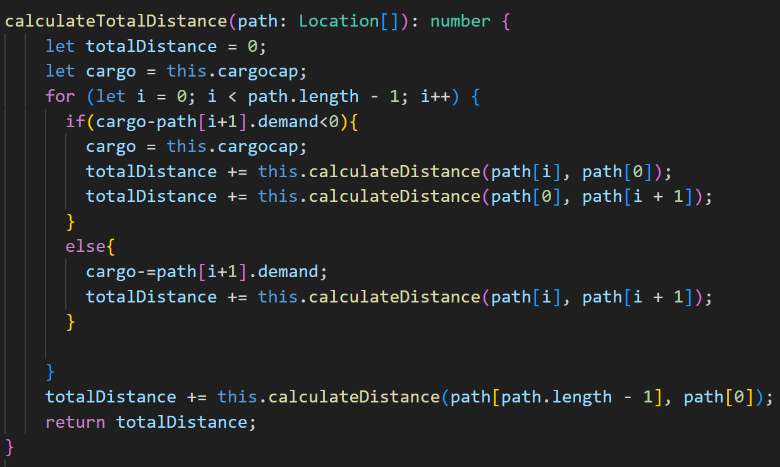 calculateTotalDistance(path: Location[]): number {
let totalDistance = 0;
let cargo = this.cargocap;
for (let i = 0; i < path.length - 1; i++) {
if(cargo-path[i+1].demand<0){
cargo = this.cargocap;
totalDistance += this.calculateDistance(path[i], path[0]);
totalDistance += this.calculateDistance(path[0], path[i + 1]);
}
else{
cargo-=path[i+1].demand;
totalDistance += this.calculateDistance(path[i], path[i + 1]);
}
}
totalDistance += this.calculateDistance(path[path.length - 1], path[0]);
return totalDistance;
}